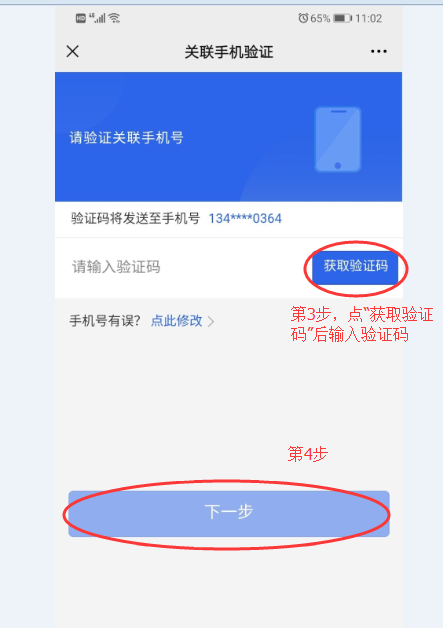 HD 4G 65% 11:02
关联手机验证
请验证关联手机号
验证码将发送至手机号 134****0364
请输入验证码 获取验证码
手机号有误? 点此修改
第3步，点“获取验证
码”后输入验证码
第4步
下一步